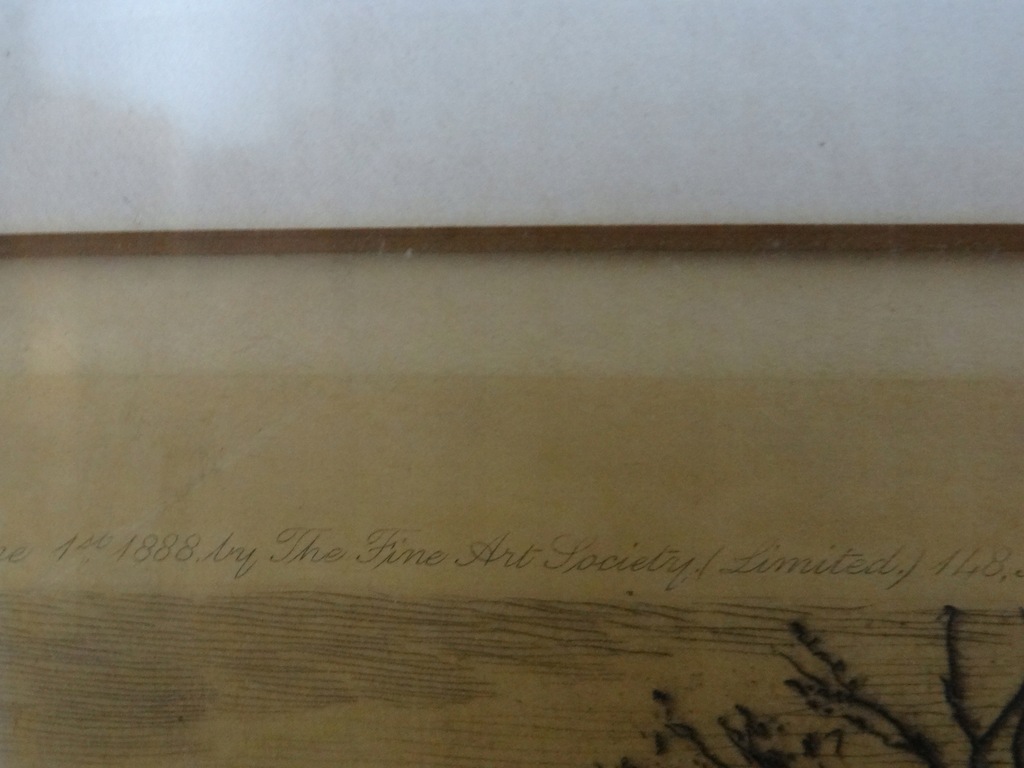 1st 1888. by The Fine Art Society, (Limited.) 148,